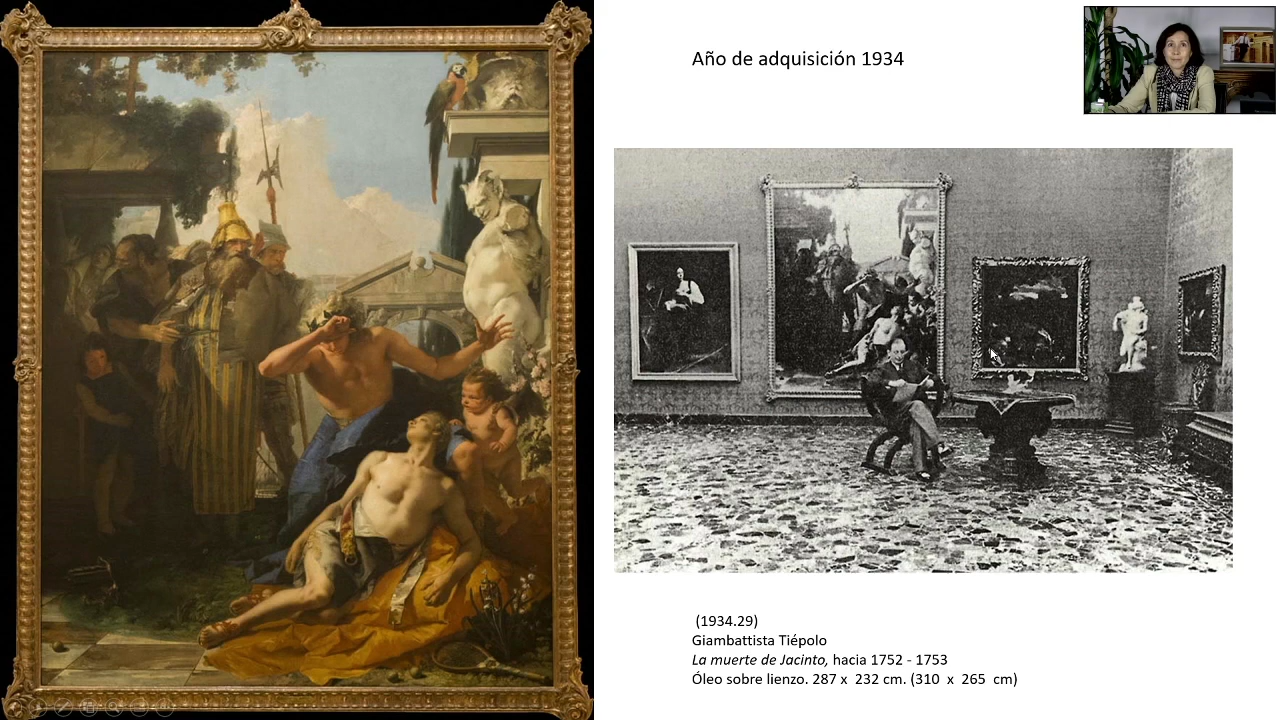 Año de adquisición 1934
(1934.29)
Giambattista Tiépolo
La muerte de Jacinto, hacia 1752 - 1753
Óleo sobre lienzo. 287 x 232 cm. (310 x 265 cm)